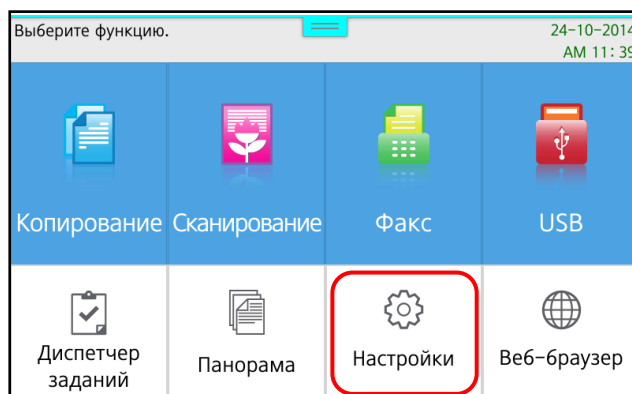 Выберите функцию.
24-10-2014
AM 11:39
Копирование
Сканирование
Факс
USB
Диспетчер
заданий
Панорама
Настройки
Веб-браузер